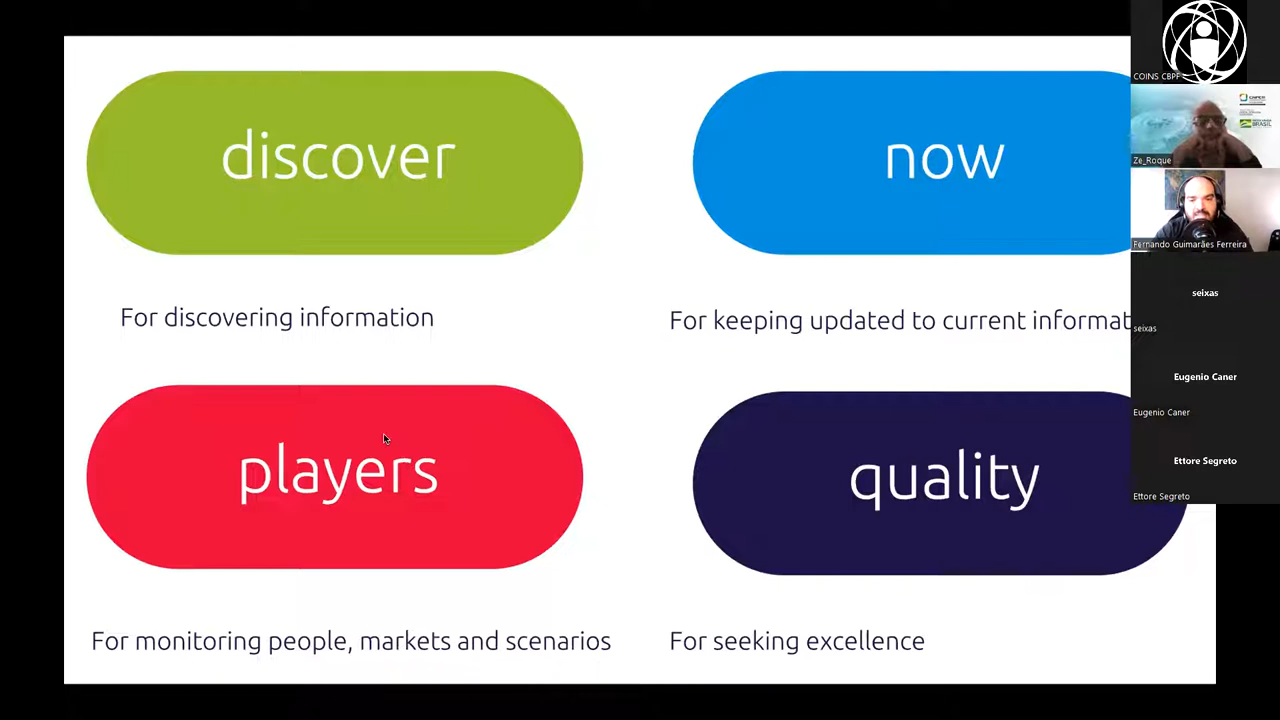 discover
now
For discovering information
For keeping updated to current informat
players
quality
For monitoring people, markets and scenarios
For seeking excellence
COINS CBPF
BRASIL
Ze_Roque
Fernando Guimarães Ferreira
seixas
seixas
Eugenio Caner
Eugenio Caner
Ettore Segreto
Ettore Segreto